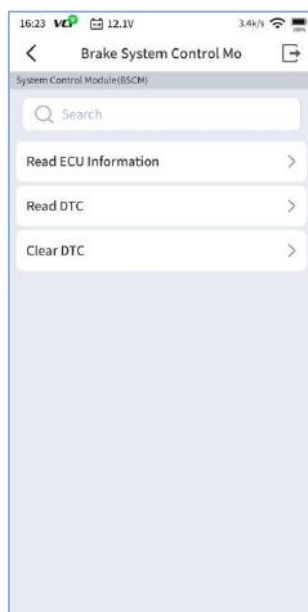 16:23 VCP 12.1V 3.4k/s
Brake System Control Mo
System Control Module(BSCM)
Search
Read ECU Information
Read DTC
Clear DTC